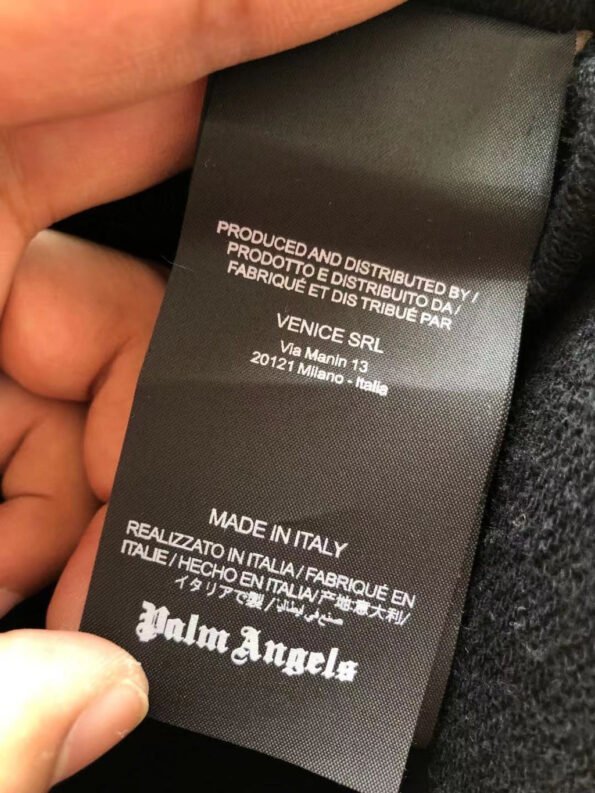 PRODUCED AND DISTRIBUTED BY /
PRODOTTO E DISTRIBUITO DA /
FABRIQUÉ ET DIS TRIBUÉ PAR
VENICE SRL
Via Manin 13
20121 Milano - Italia
MADE IN ITALY
REALIZZATO IN ITALIA / FABRIQUÉ EN
ITALIE / HECHO EN ITALIA/产地意大利/
イタリアで製 /
Palm Angels